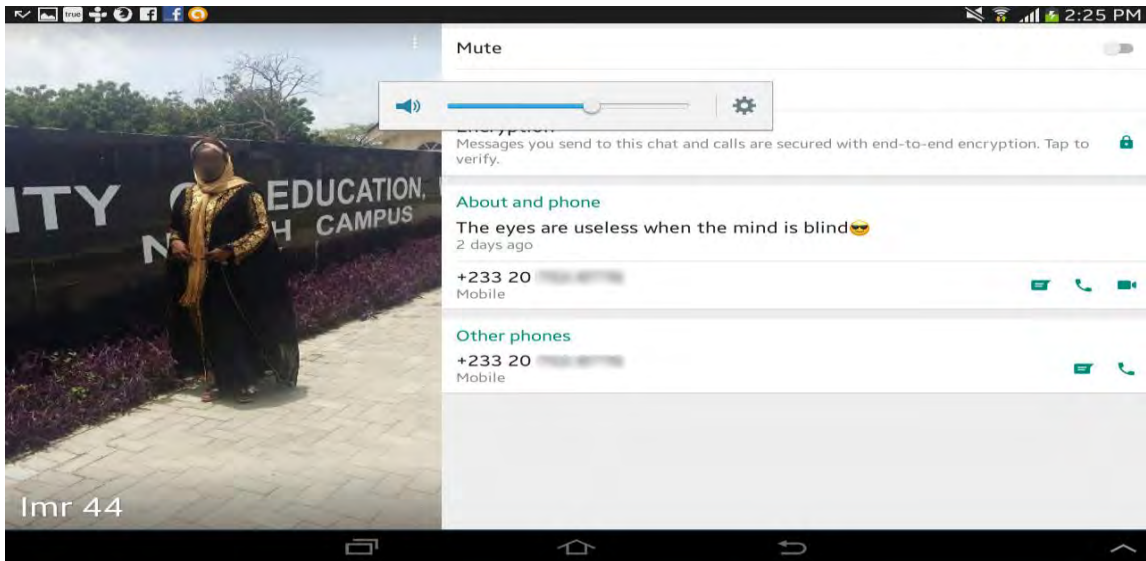 true
2:25 PM
Mute
Encryption
Messages you send to this chat and calls are secured with end-to-end encryption. Tap to
verify.
ITY EDUCATION,
N H CAMPUS
About and phone
The eyes are useless when the mind is blind😎
2 days ago
+233 20
Mobile
Other phones
+233 20
Mobile
Imr 44